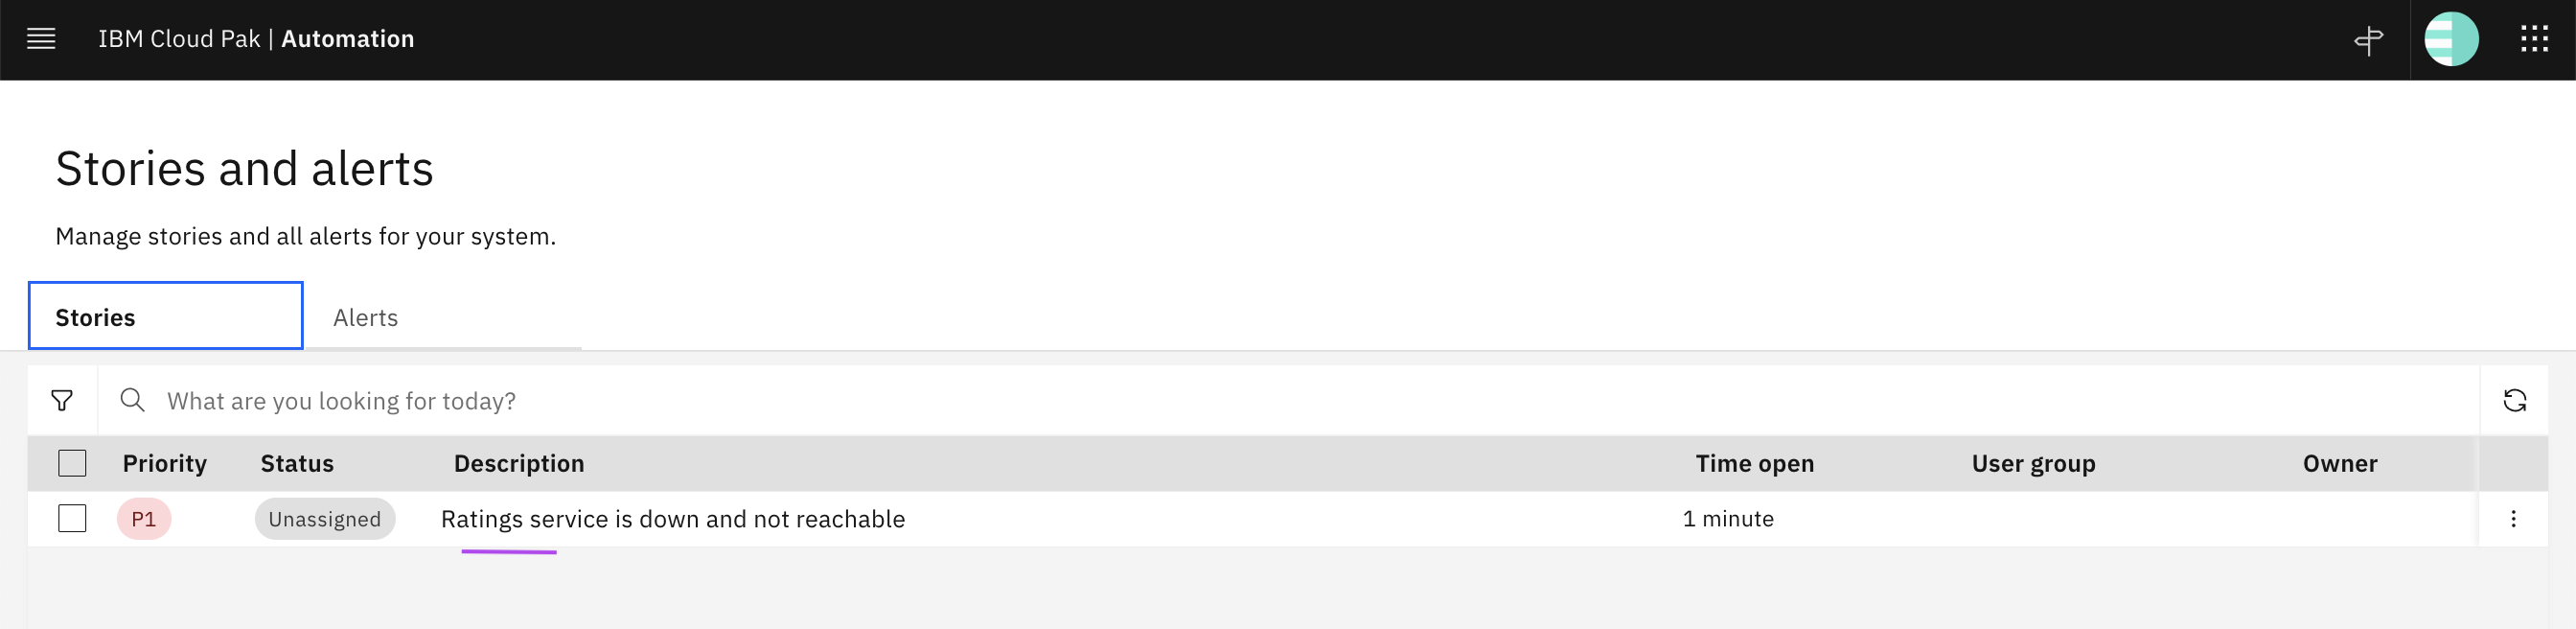 IBM Cloud Pak | Automation
Stories and alerts
Manage stories and all alerts for your system.
Stories Alerts
What are you looking for today?
Priority Status Description Time open User group Owner
P1 Unassigned Ratings service is down and not reachable 1 minute